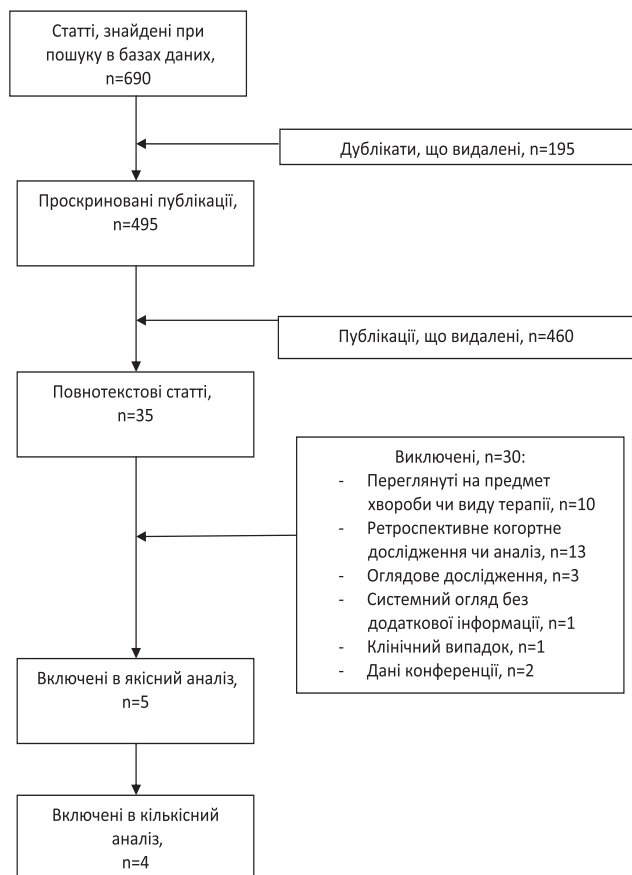 Статті, знайдені при
пошуку в базах даних,
n=690
Дублікати, що видалені, n=195
Проскриновані публікації,
n=495
Публікації, що видалені, n=460
Повнотекстові статті,
n=35
Виключені, n=30:
- Переглянуті на предмет
хвороби чи виду терапії, n=10
- Ретроспективне когортне
дослідження чи аналіз, n=13
- Оглядове дослідження, n=3
- Системний огляд без
додаткової інформації, n=1
- Клінічний випадок, n=1
- Дані конференції, n=2
Включені в якісний аналіз,
n=5
Включені в кількісний
аналіз,
n=4